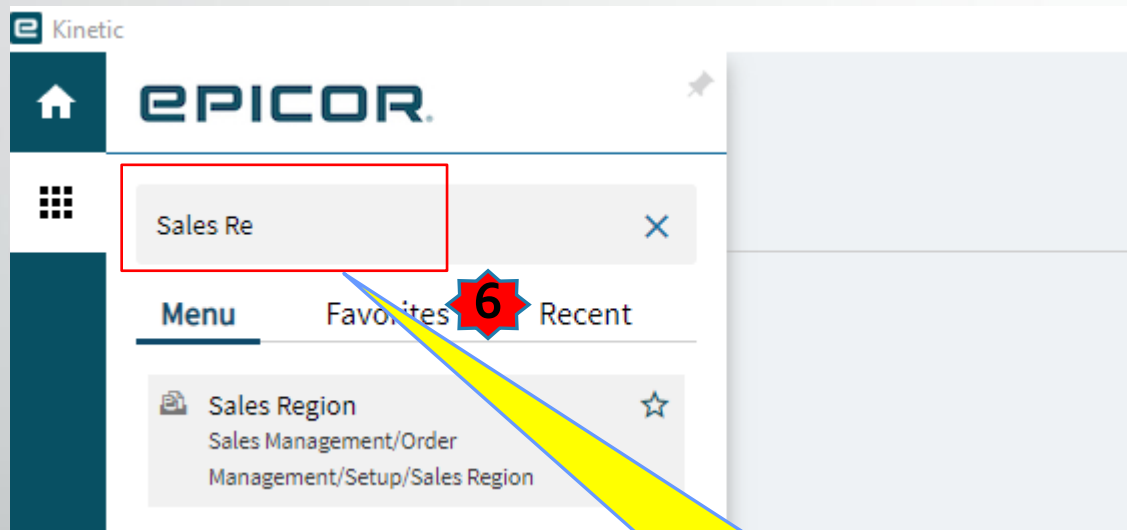 Kinetic
EPICOR
Sales Re
Menu Favorites 6 Recent
Sales Region
Sales Management/Order
Management/Setup/Sales Region